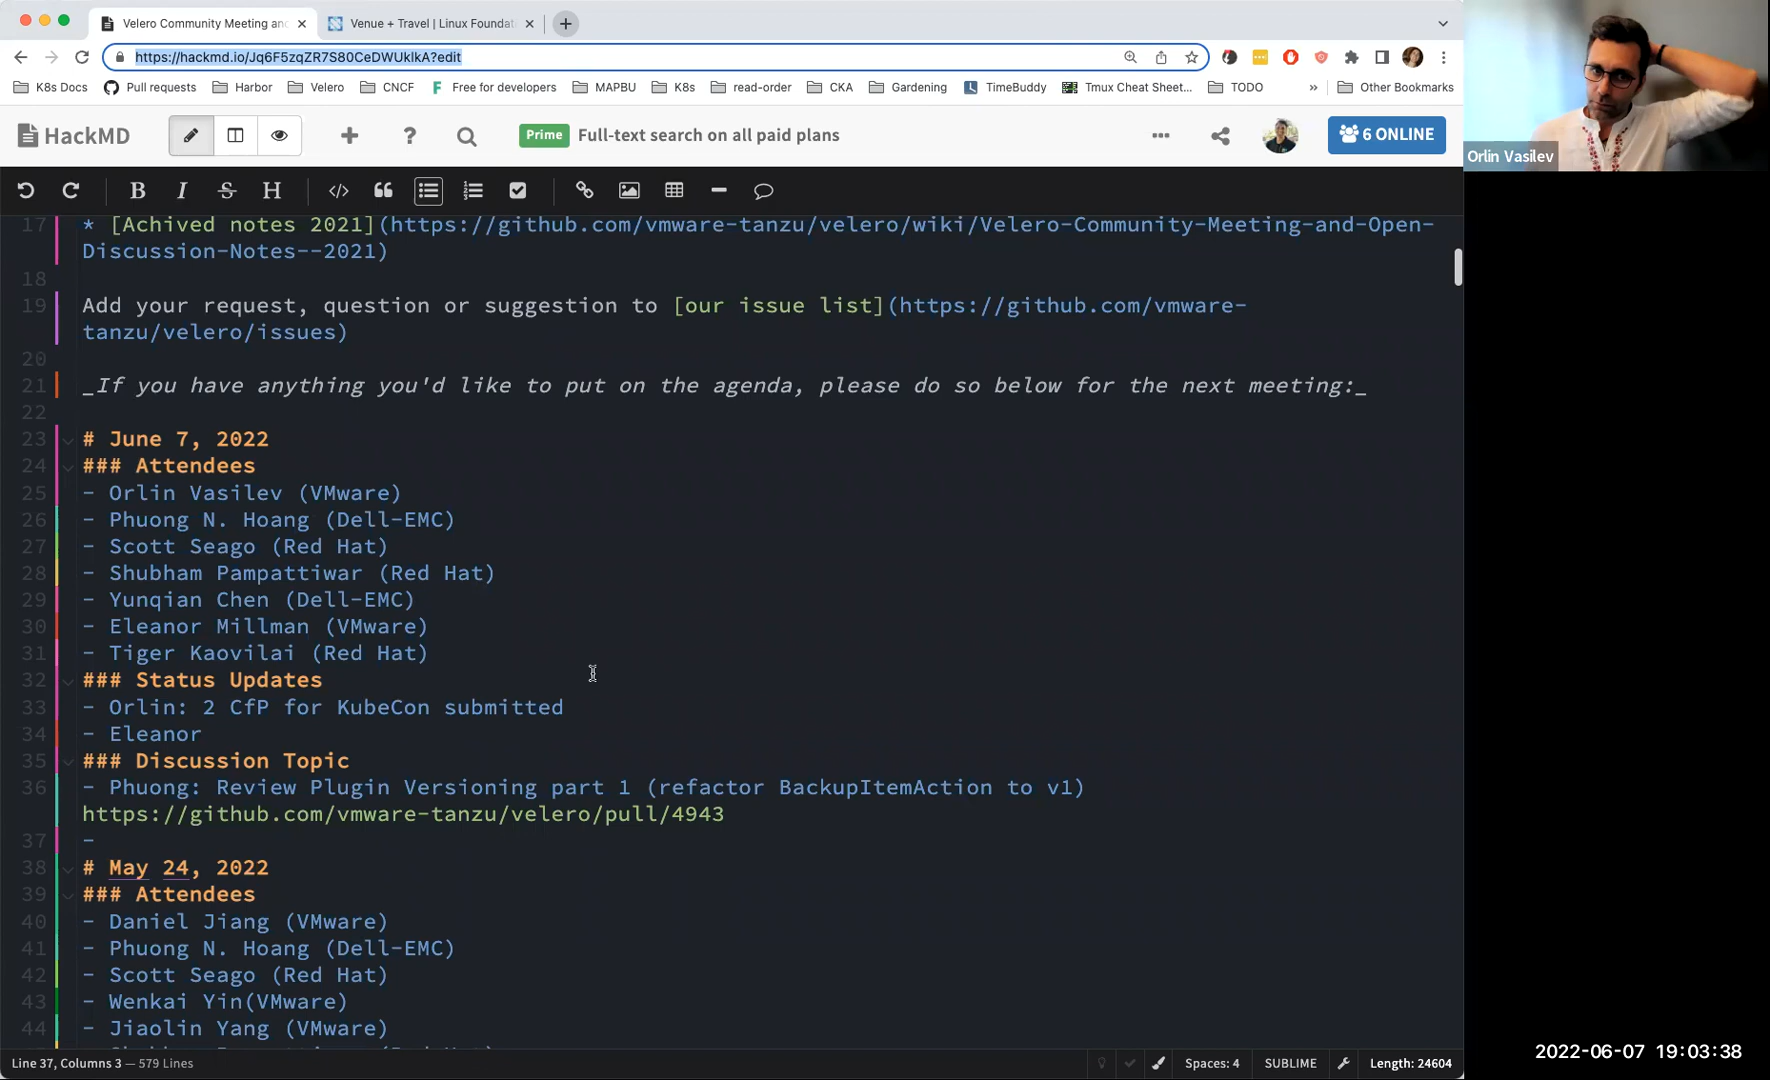 Velero Community Meeting an
Venue + Travel | Linux Foundat
https://hackmd.io/Jq6F5zqZR7S80CeDWUklkA?edit
K8s Docs
Pull requests
Harbor
Velero
CNCF
Free for developers
MAPBU
K8s
read-order
CKA
Gardening
TimeBuddy
Tmux Cheat Sheet...
TODO
»
Other Bookmarks
HackMD
Prime Full-text search on all paid plans
6 ONLINE
Orlin Vasilev
17 * [Achived notes 2021](https://github.com/vmware-tanzu/velero/wiki/Velero-Community-Meeting-and-Open-
Discussion-Notes--2021)
18
19 Add your request, question or suggestion to [our issue list](https://github.com/vmware-
tanzu/velero/issues)
20
21 _If you have anything you'd like to put on the agenda, please do so below for the next meeting:_
22
23 # June 7, 2022
24 ### Attendees
25 - Orlin Vasilev (VMware)
26 - Phuong N. Hoang (Dell-EMC)
27 - Scott Seago (Red Hat)
28 - Shubham Pampattiwar (Red Hat)
29 - Yunqian Chen (Dell-EMC)
30 - Eleanor Millman (VMware)
31 - Tiger Kaovilai (Red Hat)
32 ### Status Updates
33 - Orlin: 2 CfP for KubeCon submitted
34 - Eleanor
35 ### Discussion Topic
36 - Phuong: Review Plugin Versioning part 1 (refactor BackupItemAction to v1)
https://github.com/vmware-tanzu/velero/pull/4943
37 -
38 # May 24, 2022
39 ### Attendees
40 - Daniel Jiang (VMware)
41 - Phuong N. Hoang (Dell-EMC)
42 - Scott Seago (Red Hat)
43 - Wenkai Yin(VMware)
44 - Jiaolin Yang (VMware)
Line 37, Columns 3 — 579 Lines
Spaces: 4
SUBLIME
Length: 24604
2022-06-07 19:03:38